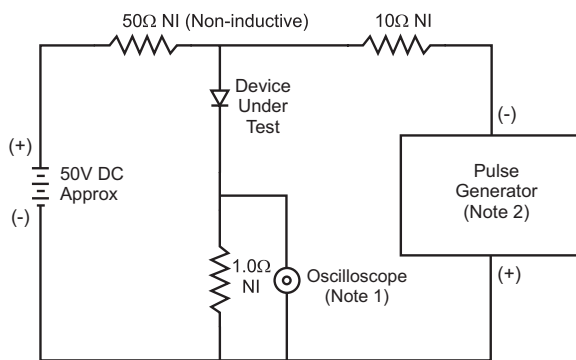 50Ω NI (Non-inductive)
10Ω NI
Device
Under
Test
(+)
50V DC
Approx
(-)
(-)
Pulse
Generator
(Note 2)
(+)
1.0Ω
NI
Oscilloscope
(Note 1)